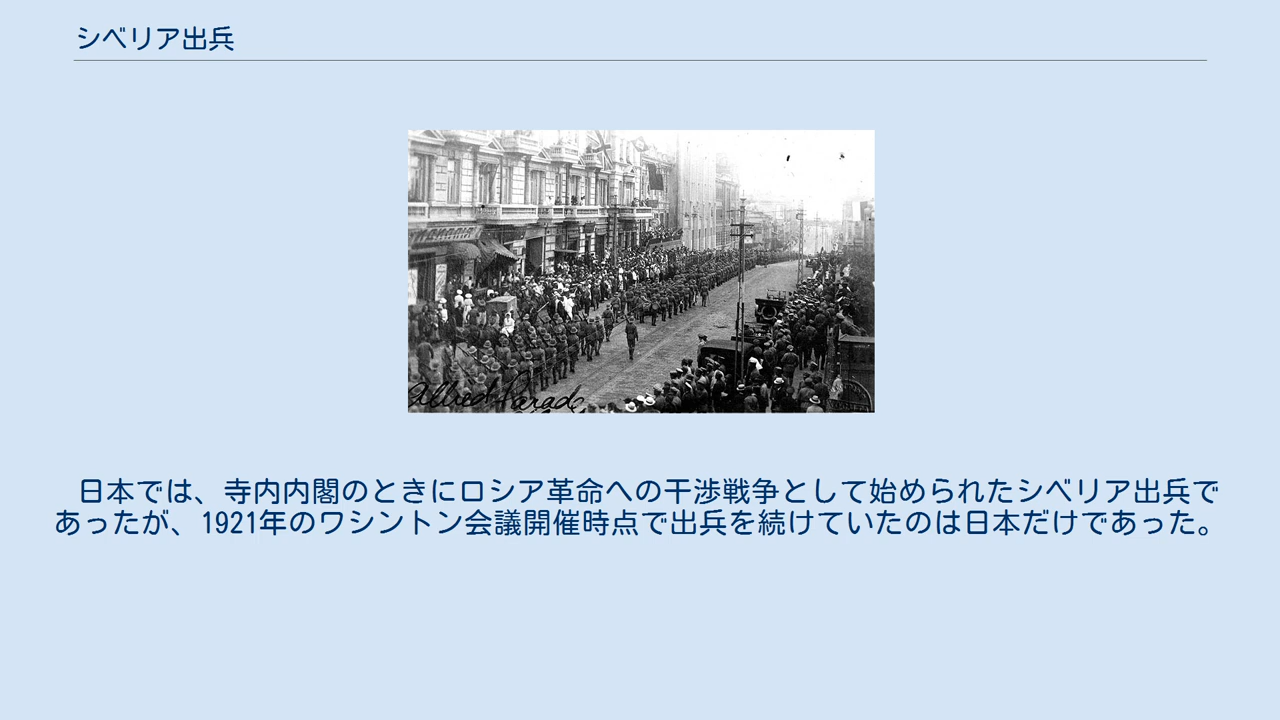 シベリア出兵
Allied Parade
日本では、寺内内閣のときにロシア革命への干渉戦争として始められたシベリア出兵で
あったが、1921年のワシントン会議開催時点で出兵を続けていたのは日本だけであった。